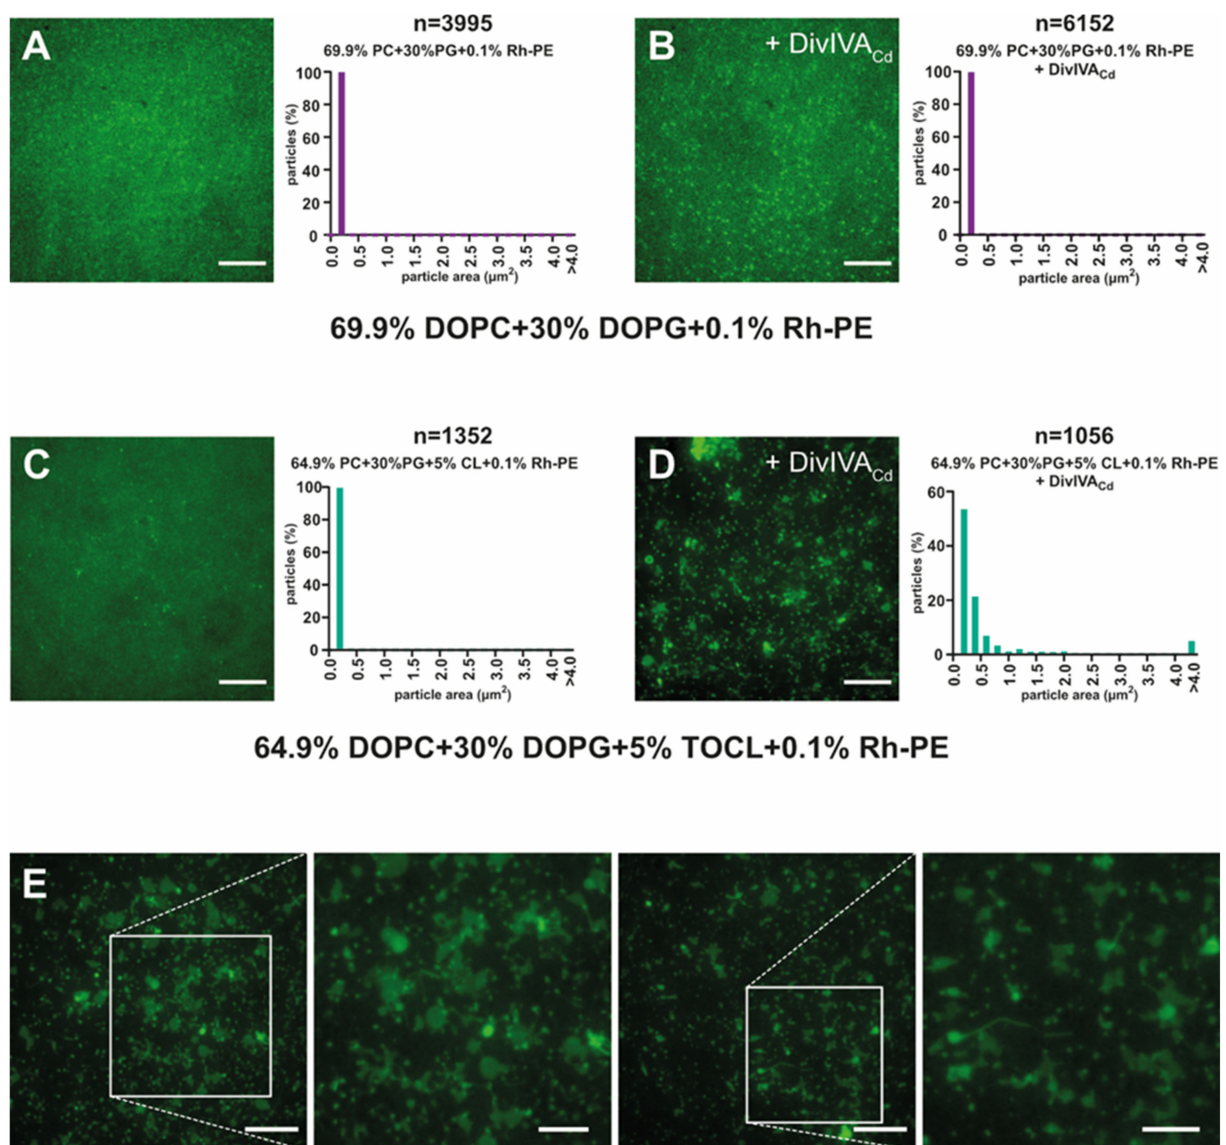 A
n=3995
69.9% PC+30%PG+0.1% Rh-PE
particles (%)
100
80
60
40
20
0
0.0 0.5 1.0 1.5 2.0 2.5 3.0 3.5 4.0 >4.0
particle area (µm2)
B
+ DivIVACd
n=6152
69.9% PC+30%PG+0.1% Rh-PE
+ DivIVACd
particles (%)
100
80
60
40
20
0
0.0 0.5 1.0 1.5 2.0 2.5 3.0 3.5 4.0 >4.0
particle area (µm2)
69.9% DOPC+30% DOPG+0.1% Rh-PE
C
n=1352
64.9% PC+30%PG+5% CL+0.1% Rh-PE
particles (%)
100
80
60
40
20
0
0.0 0.5 1.0 1.5 2.0 2.5 3.0 3.5 4.0 >4.0
particle area (µm2)
D
+ DivIVACd
n=1056
64.9% PC+30%PG+5% CL+0.1% Rh-PE
+ DivIVACd
particles (%)
60
40
20
0
0.0 0.5 1.0 1.5 2.0 2.5 3.0 3.5 4.0 >4.0
particle area (µm2)
64.9% DOPC+30% DOPG+5% TOCL+0.1% Rh-PE
E